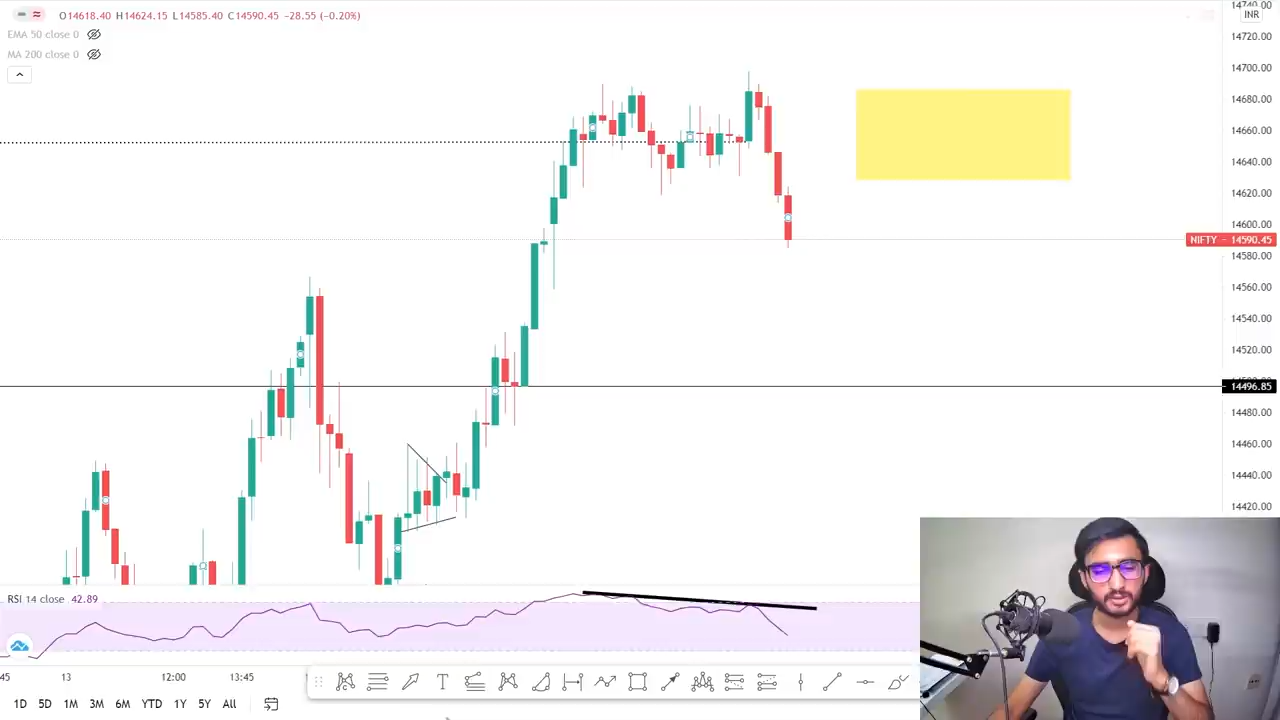 O14618.40 H14624.15 L14585.40 C14590.45 −28.55 (−0.20%)
EMA 50 close 0
MA 200 close 0
INR
14740.00
14720.00
14700.00
14680.00
14660.00
14640.00
14620.00
14600.00
NIFTY − 14590.45
14580.00
14560.00
14540.00
14520.00
14496.85
14480.00
14460.00
14440.00
14420.00
RSI 14 close 42.89
:45 13 12:00 13:45
T
1D 5D 1M 3M 6M YTD 1Y 5Y All